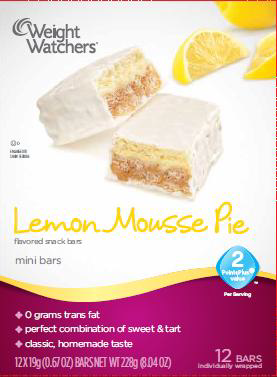 Weight
Watchers
Lemon Mousse Pie
flavored snack bars
mini bars
2
PointsPlus
value
Per Serving
0 grams trans fat
perfect combination of sweet & tart
classic, homemade taste
12 X 19g (0.67 OZ) BARS NET WT 228g (8.04 OZ)
12 BARS
individually wrapped